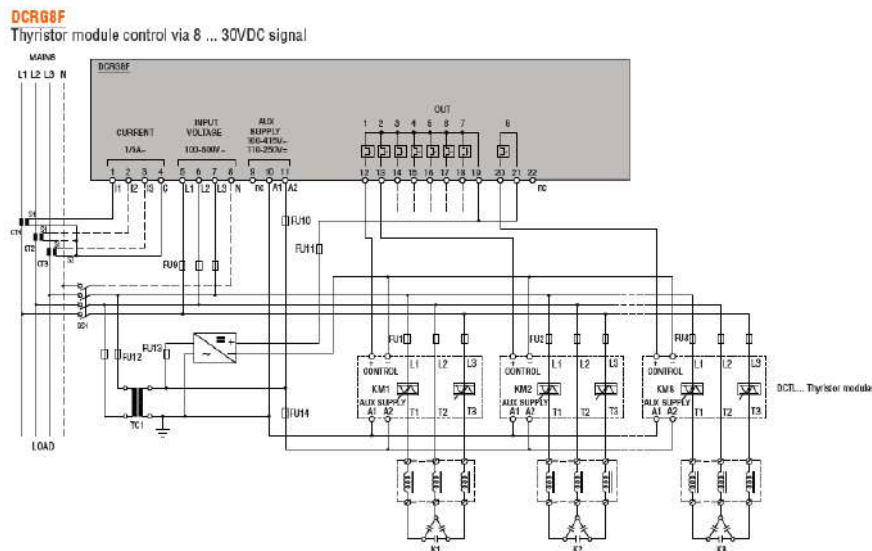 DCRG8F
Thyristor module control via 8 ... 30VDC signal
MAINS
L1 L2 L3 N
DCRG8F
OUT
1 2 3 4 5 6 7 8
CURRENT
1/5A~
INPUT VOLTAGE
100-600V~
AUX SUPPLY
100-415V~
110-250V=
1 2 3 4 5 6 7 8 9 10 11 12 13 14 15 16 17 18 19 20 21 22
I1 I2 I3 C L1 L2 L3 N nc A1 A2 nc
S1
CT1
CT2
CT3
S2
FU10
FU11
FU9
QS1
FU12
FU13
FU1
FU2
FU8
+ - L1 L2 L3
+ - L1 L2 L3
+ - L1 L2 L3
CONTROL
CONTROL
CONTROL
KM1
KM2
KM8
DCTL... Thyristor module
AUX SUPPLY
AUX SUPPLY
AUX SUPPLY
A1 A2 T1 T2 T3
A1 A2 T1 T2 T3
A1 A2 T1 T2 T3
FU14
TC1
LOAD
K1
K2
K8